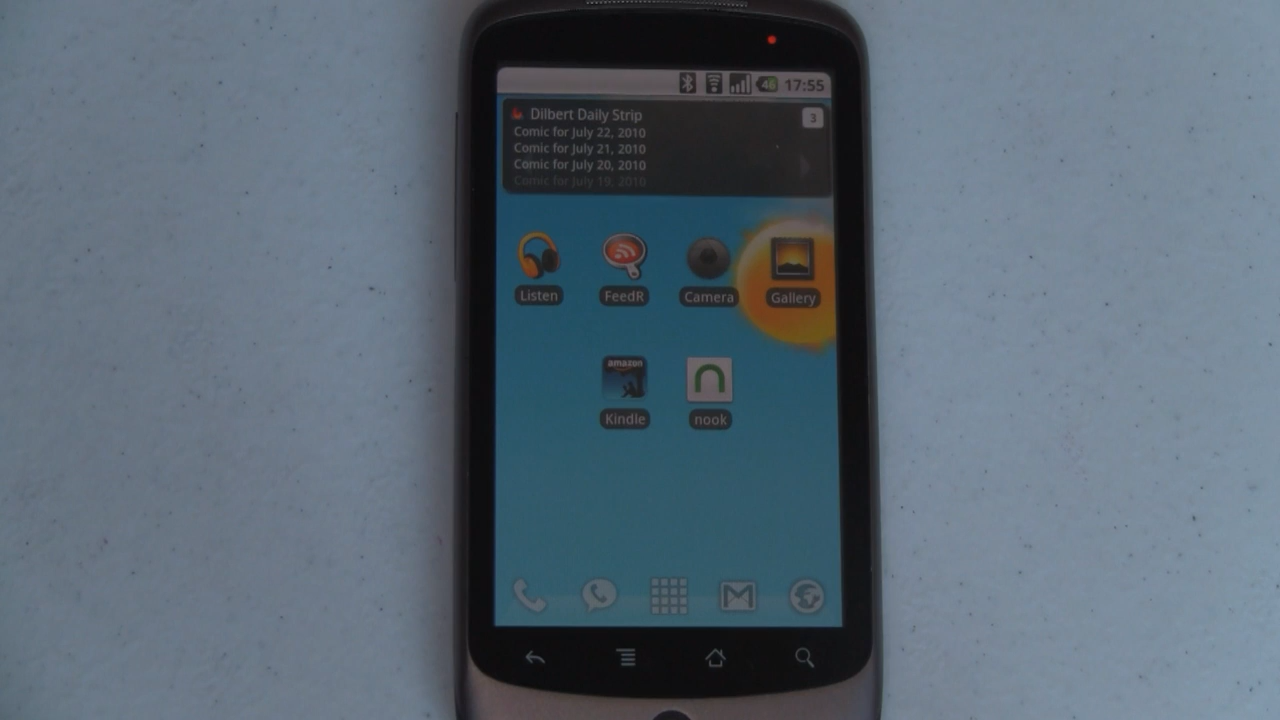 46 17:55
Dilbert Daily Strip 3
Comic for July 22, 2010
Comic for July 21, 2010
Comic for July 20, 2010
Comic for July 19, 2010
Listen FeedR Camera Gallery
amazon n
Kindle nook